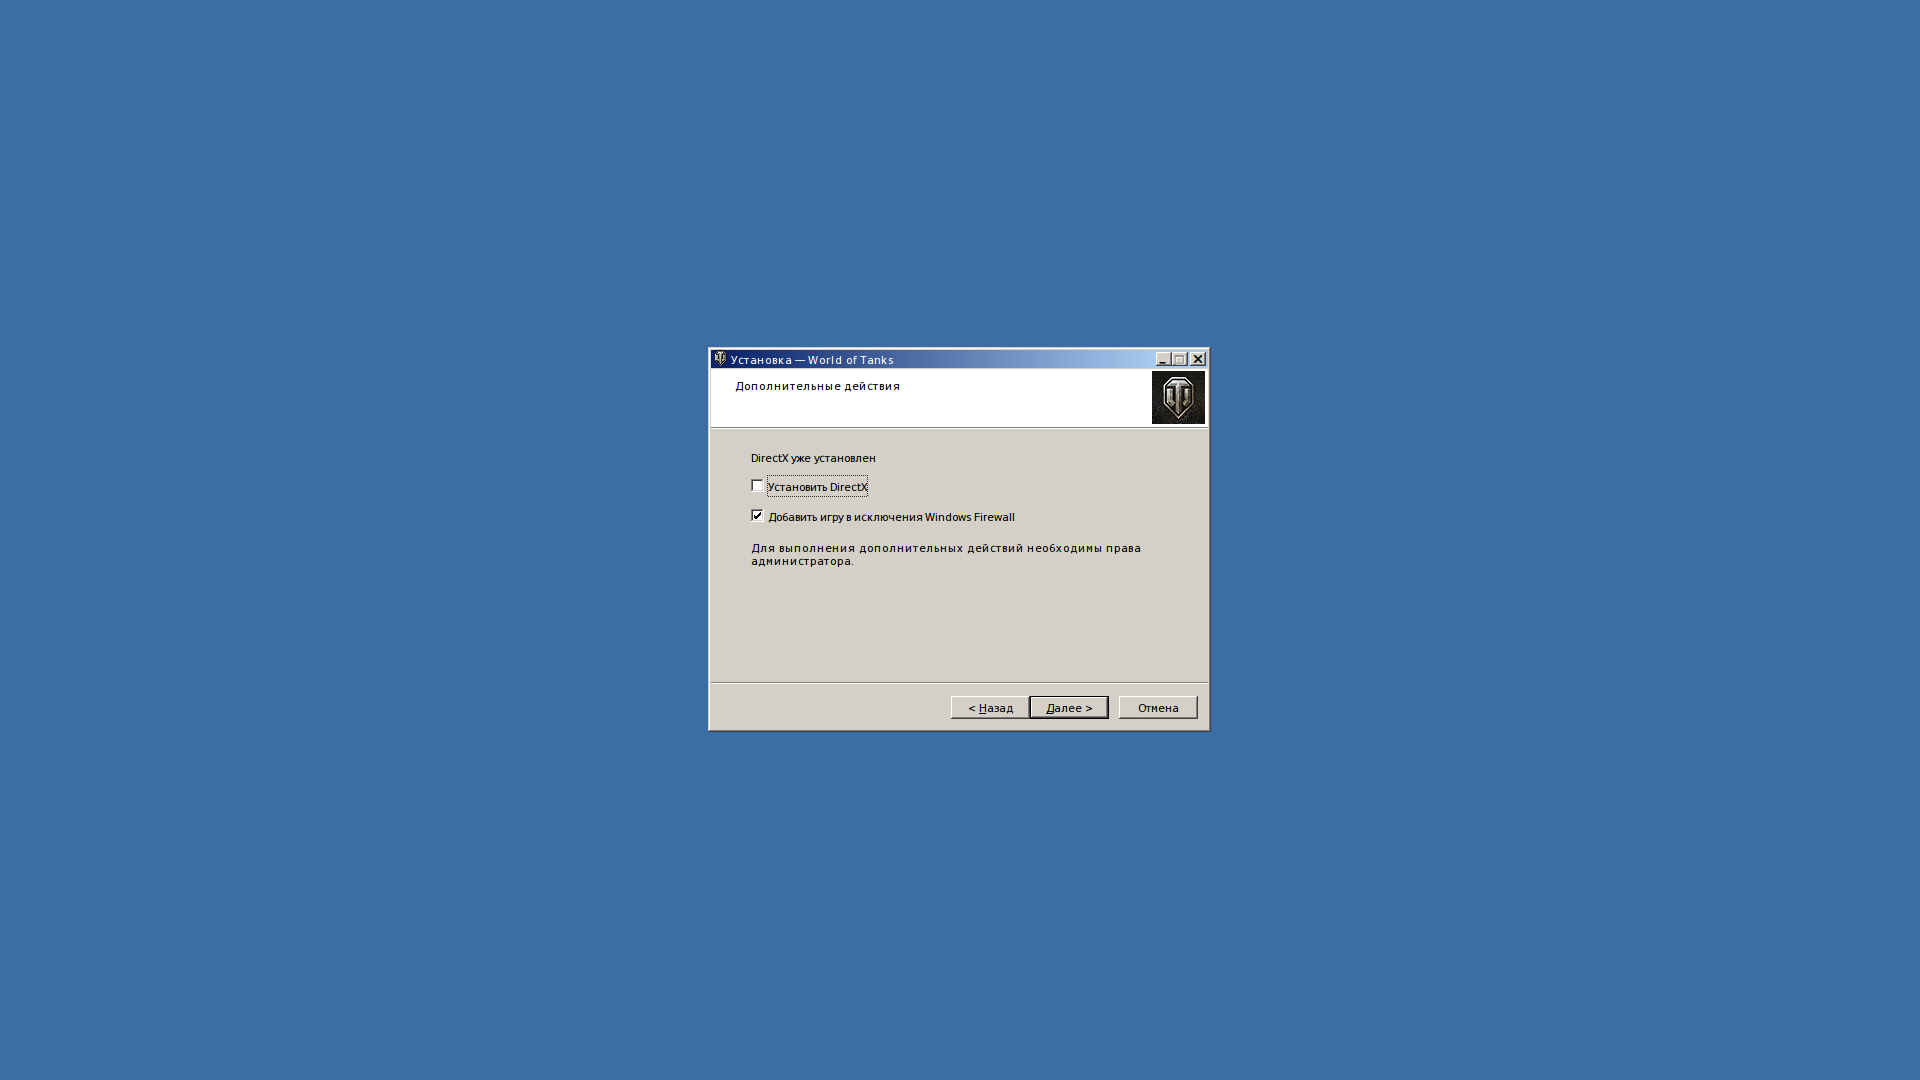 Установка — World of Tanks
Дополнительные действия
DirectX уже установлен
Установить DirectX
Добавить игру в исключения Windows Firewall
Для выполнения дополнительных действий необходимы права
администратора.
< Назад
Далее >
Отмена